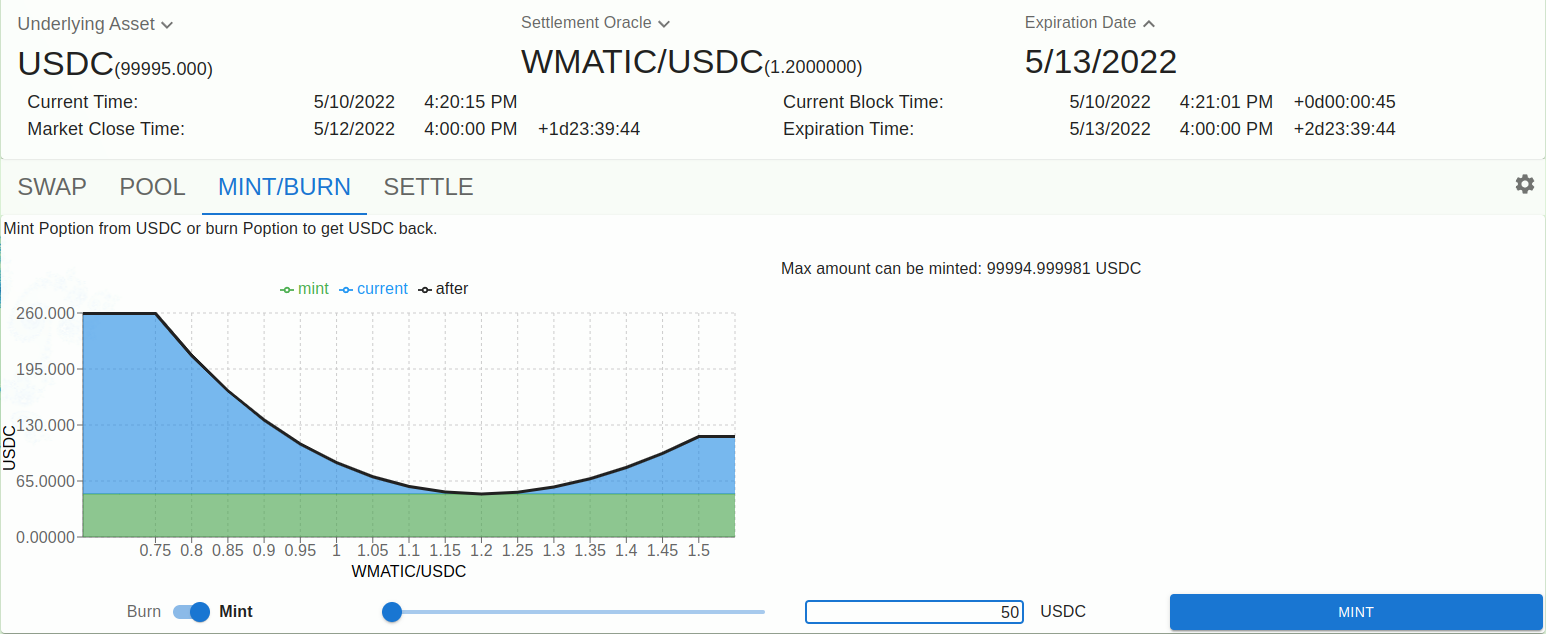 Underlying Asset Settlement Oracle Expiration Date
USDC(99995.000) WMATIC/USDC(1.2000000) 5/13/2022
Current Time: 5/10/2022 4:20:15 PM Current Block Time: 5/10/2022 4:21:01 PM +0d00:00:45
Market Close Time: 5/12/2022 4:00:00 PM +1d23:39:44 Expiration Time: 5/13/2022 4:00:00 PM +2d23:39:44
SWAP POOL MINT/BURN SETTLE
Mint Poption from USDC or burn Poption to get USDC back.
Max amount can be minted: 99994.999981 USDC
mint current after
260.000
195.000
130.000
65.0000
0.00000
USDC
0.75 0.8 0.85 0.9 0.95 1 1.05 1.1 1.15 1.2 1.25 1.3 1.35 1.4 1.45 1.5
WMATIC/USDC
Burn Mint 50 USDC MINT